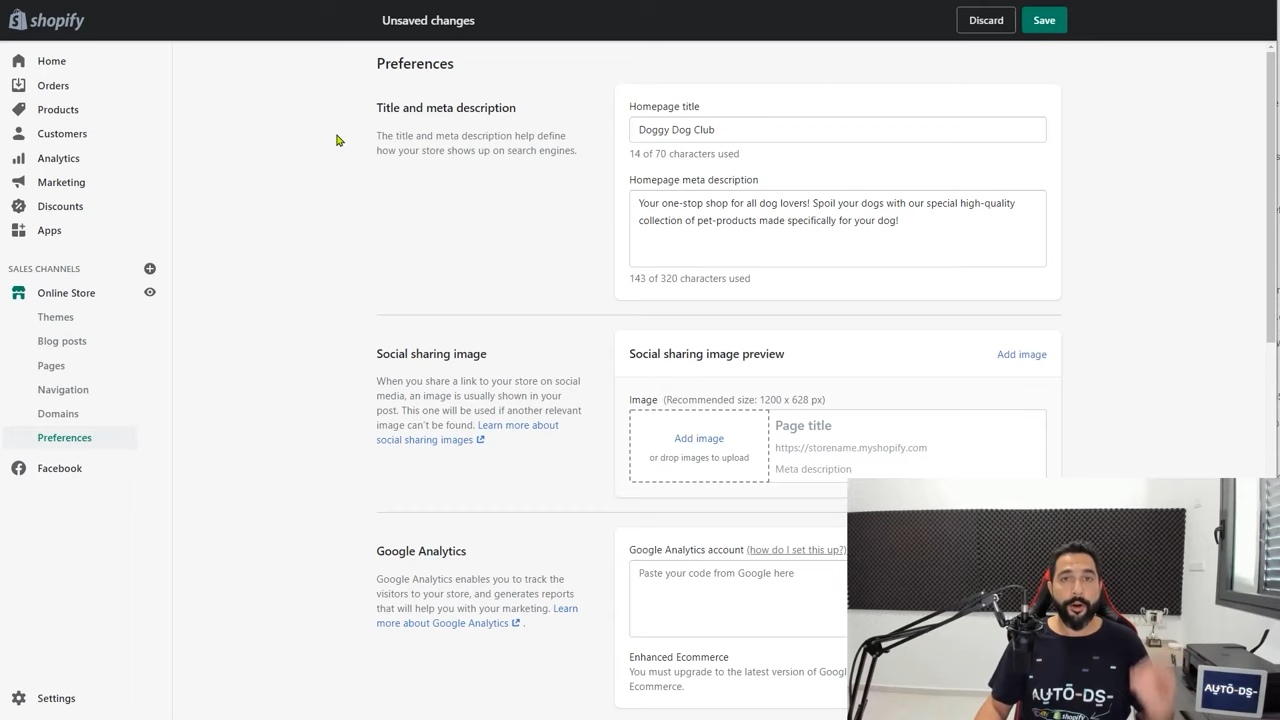 shopify
Unsaved changes
Discard
Save
Home
Orders
Products
Customers
Analytics
Marketing
Discounts
Apps
SALES CHANNELS
Online Store
Themes
Blog posts
Pages
Navigation
Domains
Preferences
Facebook
Settings
Preferences
Title and meta description
The title and meta description help define
how your store shows up on search engines.
Homepage title
Doggy Dog Club
14 of 70 characters used
Homepage meta description
Your one-stop shop for all dog lovers! Spoil your dogs with our special high-quality
collection of pet-products made specifically for your dog!
143 of 320 characters used
Social sharing image
When you share a link to your store on social
media, an image is usually shown in your
post. This one will be used if another relevant
image can't be found. Learn more about
social sharing images
Social sharing image preview
Add image
Image (Recommended size: 1200 x 628 px)
Add image
or drop images to upload
Page title
https://storename.myshopify.com
Meta description
Google Analytics
Google Analytics enables you to track the
visitors to your store, and generates reports
that will help you with your marketing. Learn
more about Google Analytics .
Google Analytics account (how do I set this up?)
Paste your code from Google here
Enhanced Ecommerce
You must upgrade to the latest version of Googl
Ecommerce.
AUTO-DS-
shopify
AUTO-DS-